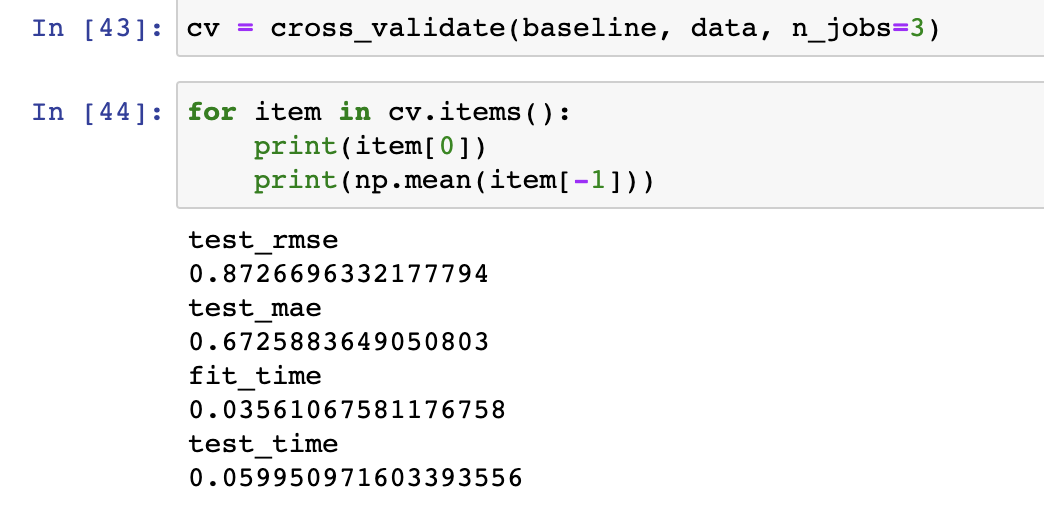 In [43]: cv = cross_validate(baseline, data, n_jobs=3)
In [44]: for item in cv.items():
    print(item[0])
    print(np.mean(item[-1]))
test_rmse
0.8726696332177794
test_mae
0.6725883649050803
fit_time
0.03561067581176758
test_time
0.059950971603393556